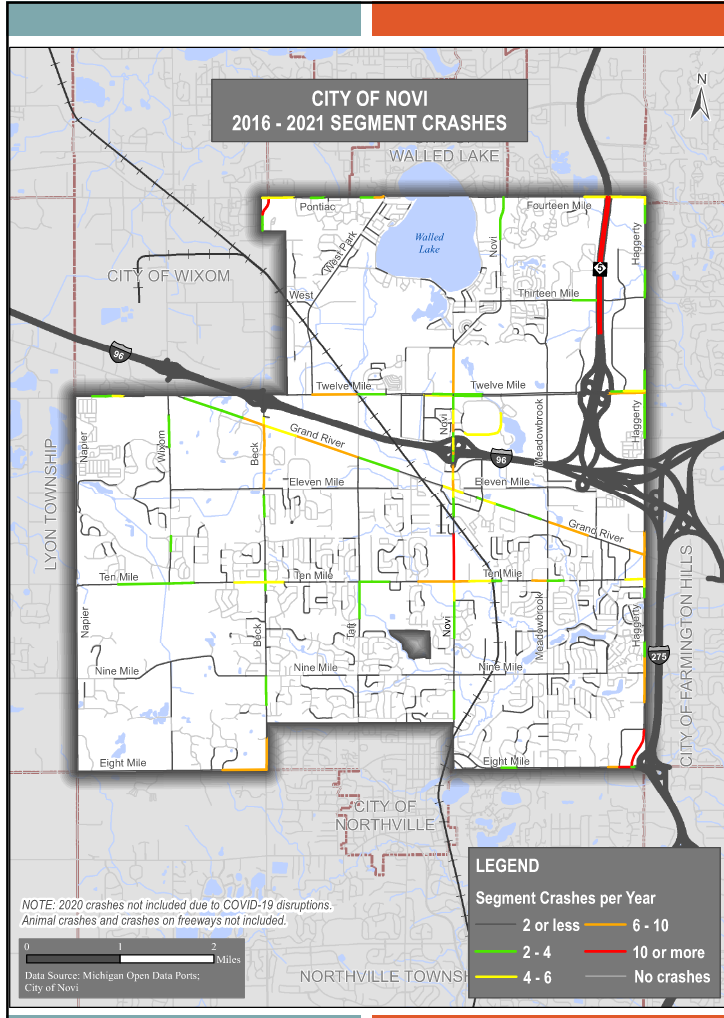 CITY OF NOVI
2016 - 2021 SEGMENT CRASHES
N
WALLED LAKE
Pontiac
Fourteen Mile
Walled
Lake
West Park
Novi
Haggerty
5
CITY OF WIXOM
West
Thirteen Mile
96
Twelve Mile
Twelve Mile
Napier
Wixom
Beck
Grand River
Novi
Meadowbrook
Haggerty
96
LYON TOWNSHIP
Eleven Mile
Eleven Mile
Grand River
Ten Mile
Ten Mile
Ten Mile
CITY OF FARMINGTON HILLS
Napier
Beck
Taft
Novi
Meadowbrook
Haggerty
275
Nine Mile
Nine Mile
Nine Mile
Eight Mile
Eight Mile
CITY OF
NORTHVILLE
LEGEND
Segment Crashes per Year
2 or less
6 - 10
2 - 4
10 or more
4 - 6
No crashes
NOTE: 2020 crashes not included due to COVID-19 disruptions.
Animal crashes and crashes on freeways not included.
0 1 2
Miles
Data Source: Michigan Open Data Ports;
City of Novi
NORTHVILLE TOWNSH